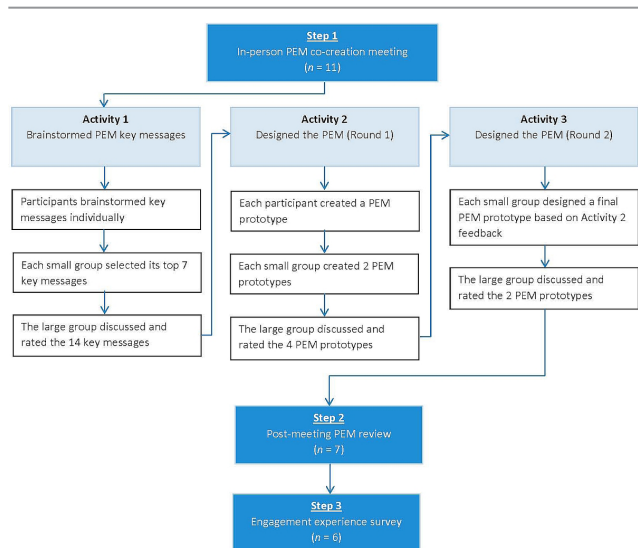 Step 1
In-person PEM co-creation meeting
(n = 11)
Activity 1
Brainstormed PEM key messages
Participants brainstormed key
messages individually
Each small group selected its top 7
key messages
The large group discussed and
rated the 14 key messages
Activity 2
Designed the PEM (Round 1)
Each participant created a PEM
prototype
Each small group created 2 PEM
prototypes
The large group discussed and
rated the 4 PEM prototypes
Activity 3
Designed the PEM (Round 2)
Each small group designed a final
PEM prototype based on Activity 2
feedback
The large group discussed and
rated the 2 PEM prototypes
Step 2
Post-meeting PEM review
(n = 7)
Step 3
Engagement experience survey
(n = 6)